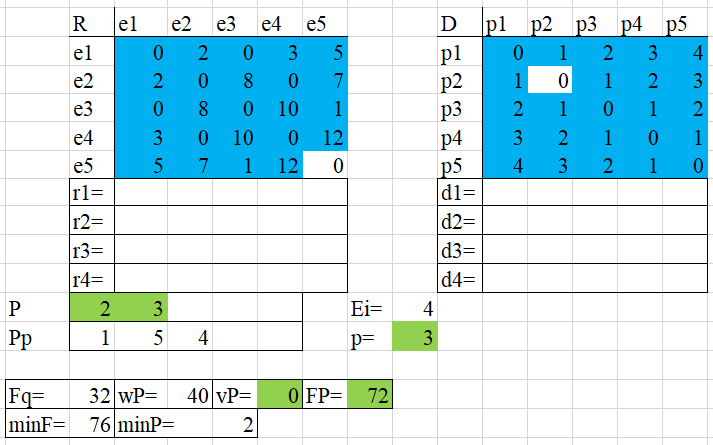 R e1 e2 e3 e4 e5 D p1 p2 p3 p4 p5
e1 0 2 0 3 5 p1 0 1 2 3 4
e2 2 0 8 0 7 p2 1 0 1 2 3
e3 0 8 0 10 1 p3 2 1 0 1 2
e4 3 0 10 0 12 p4 3 2 1 0 1
e5 5 7 1 12 0 p5 4 3 2 1 0
r1= d1=
r2= d2=
r3= d3=
r4= d4=
P 2 3 Ei= 4
Pp 1 5 4 p= 3
Fq= 32 wP= 40 vP= 0 FP= 72
minF= 76 minP= 2